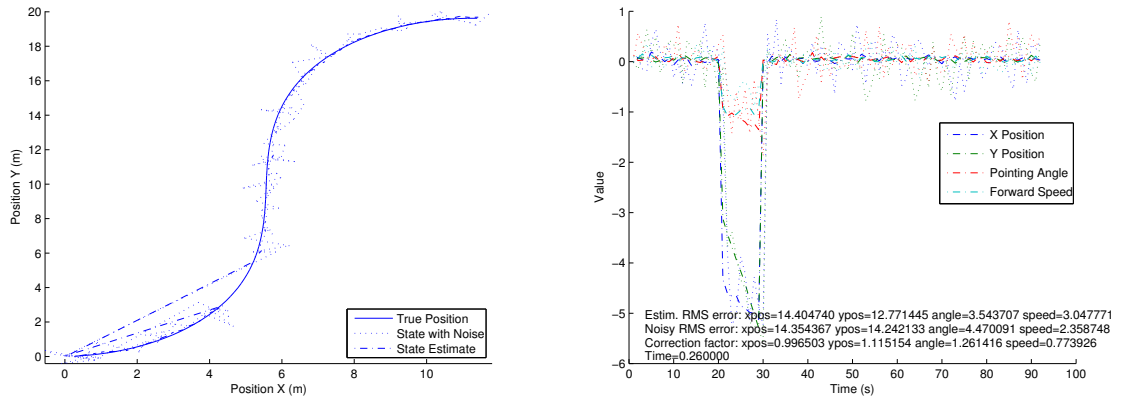 20
18
16
14
12
10
8
6
4
2
0
Position Y (m)
0 2 4 6 8 10
Position X (m)
True Position
State with Noise
State Estimate
1
0
−1
−2
−3
−4
−5
−6
Value
X Position
Y Position
Pointing Angle
Forward Speed
Estim. RMS error: xpos=14.404740 ypos=12.771445 angle=3.543707 speed=3.047771
Noisy RMS error: xpos=14.354367 ypos=14.242133 angle=4.470091 speed=2.358748
Correction factor: xpos=0.996503 ypos=1.115154 angle=1.261416 speed=0.773926
Time=0.260000
0 10 20 30 40 50 60 70 80 90 100
Time (s)